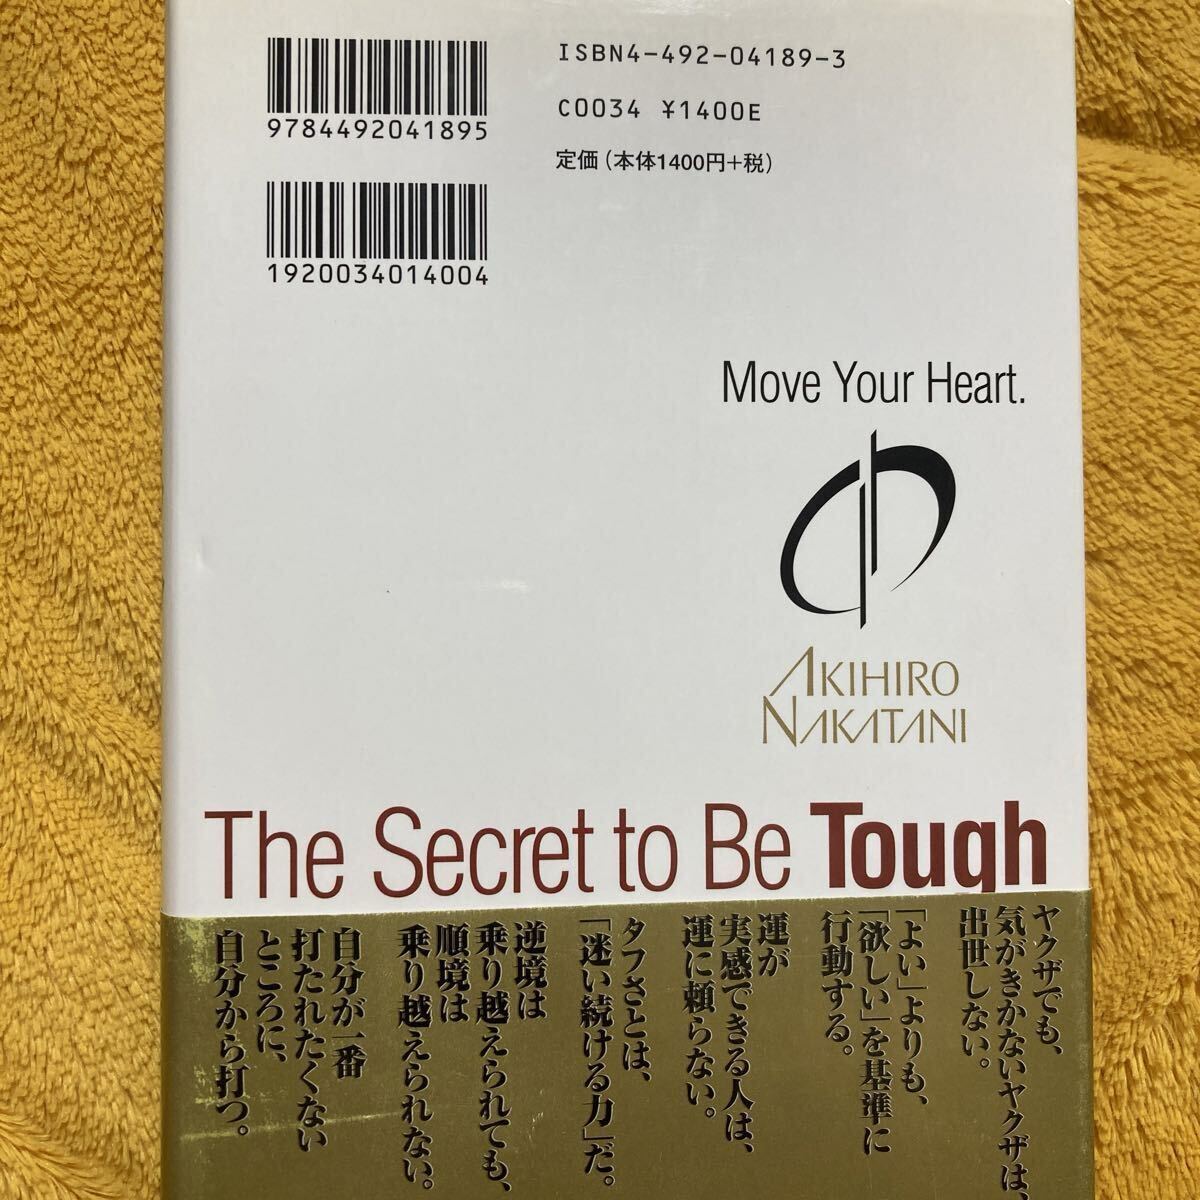 9784492041895
ISBN4-492-04189-3
C0034 ¥1400E
定価（本体1400円+税）
1920034014004
Move Your Heart.
AKIHIRO
NAKATANI
The Secret to Be Tough
ヤクザでも、
気がきかないヤクザは、
出世しない。
「よい」よりも、
「欲しい」を基準に
行動する。
運が
実感できる人は、
運に頼らない。
タフさとは、
「迷い続ける力」だ。
逆境は
乗り越えられても、
順境は
乗り越えられない。
自分が一番
打たれたくない
ところに、
自分から打つ。